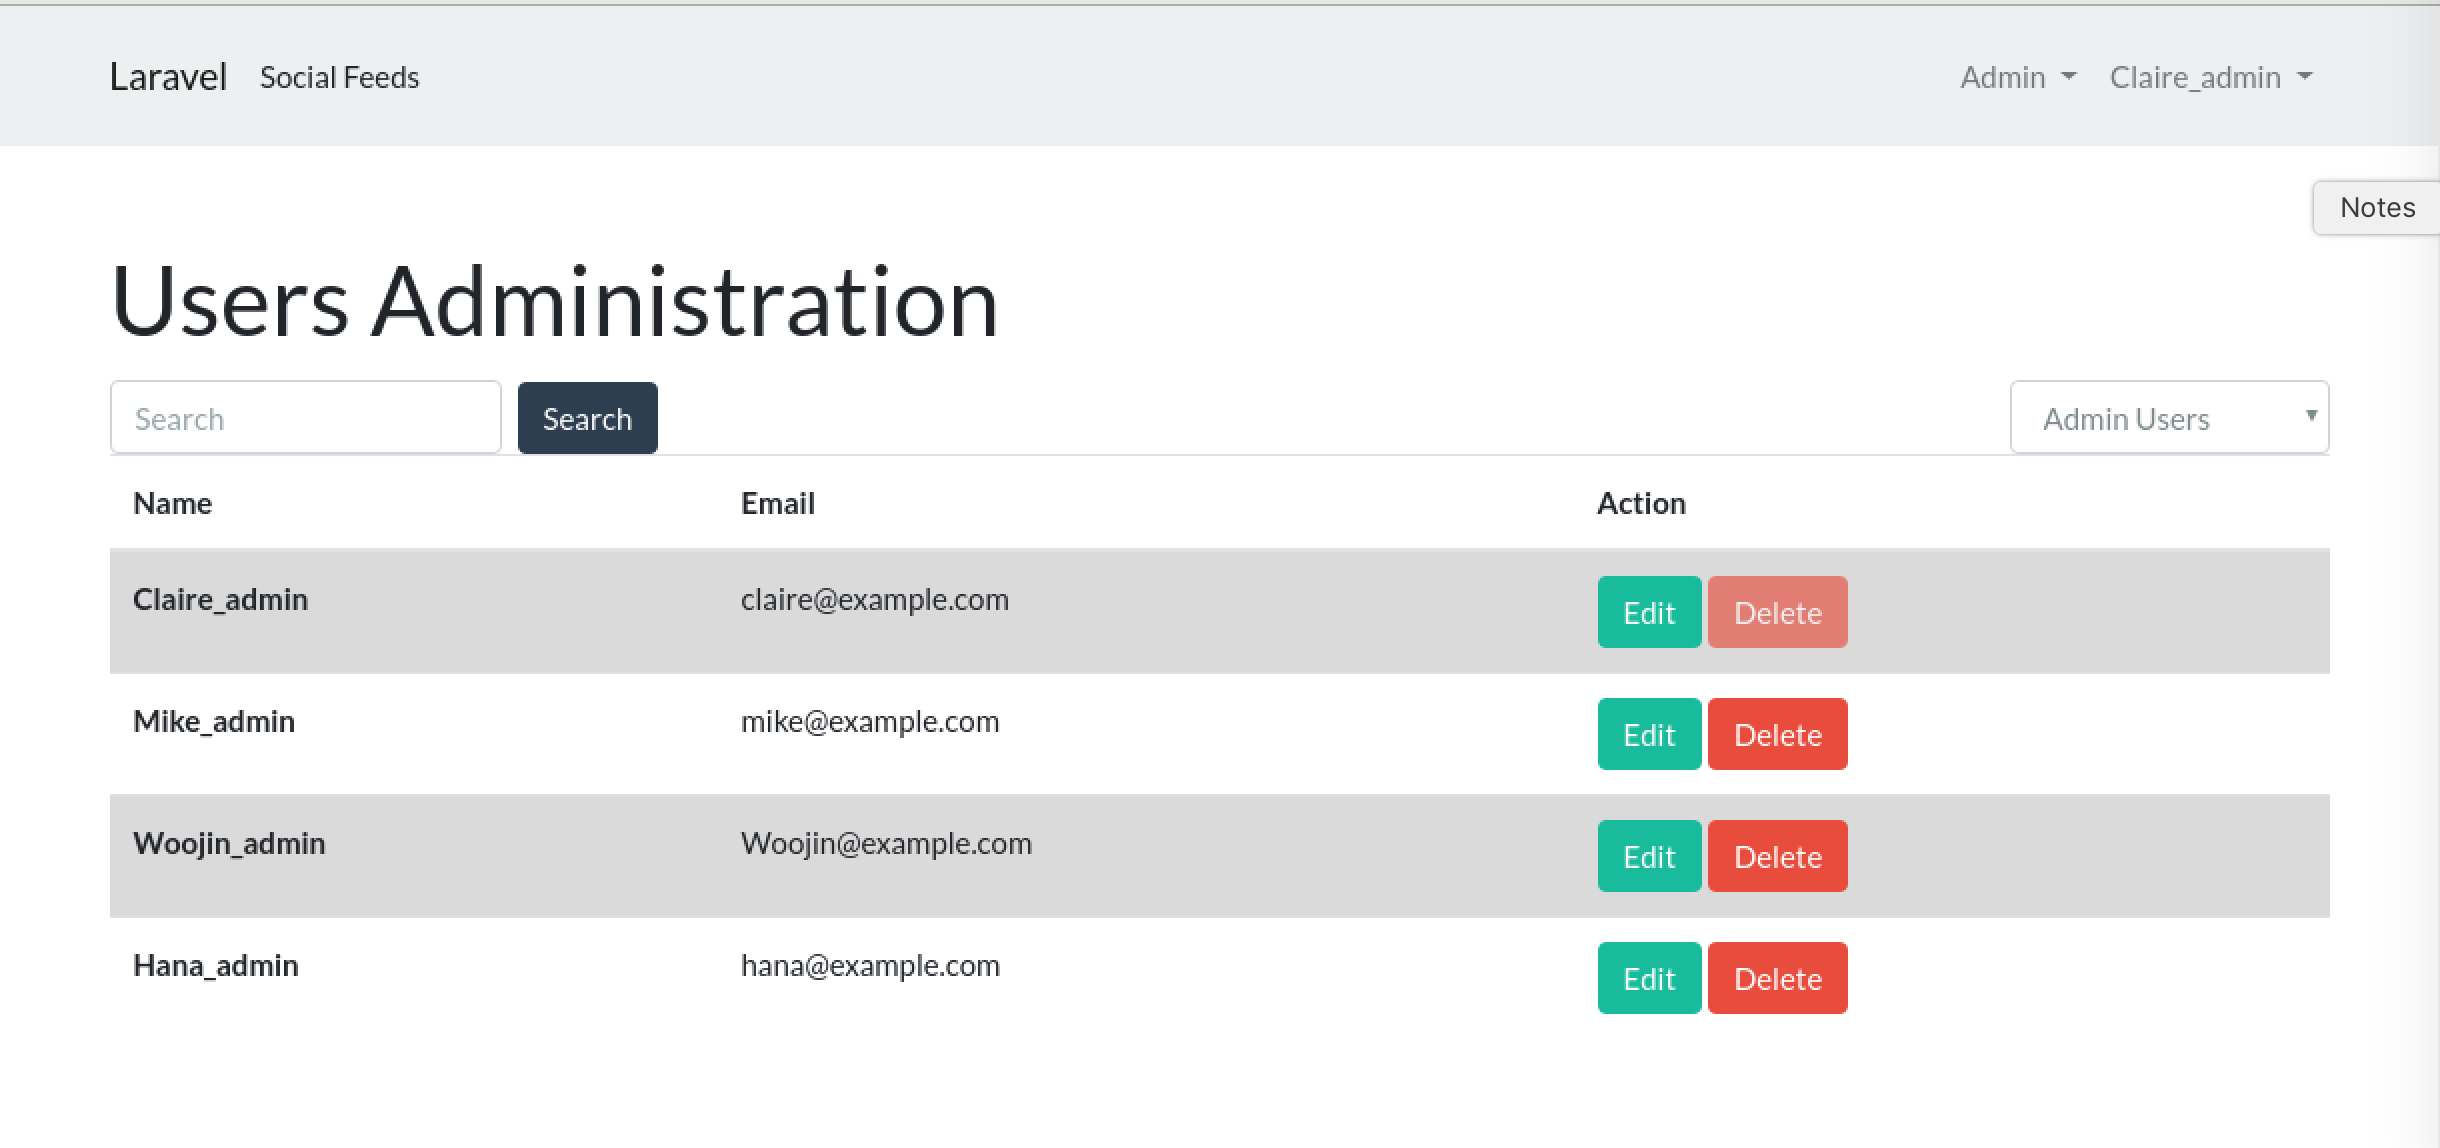 Laravel Social Feeds Admin Claire_admin
Notes
Users Administration
Search Search Admin Users
Name Email Action
Claire_admin claire@example.com Edit Delete
Mike_admin mike@example.com Edit Delete
Woojin_admin Woojin@example.com Edit Delete
Hana_admin hana@example.com Edit Delete